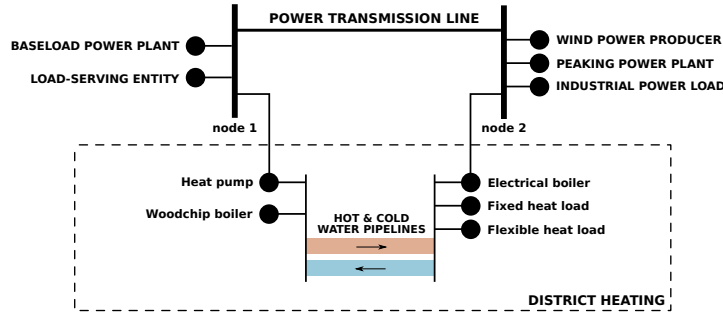 POWER TRANSMISSION LINE
BASELOAD POWER PLANT
LOAD-SERVING ENTITY
WIND POWER PRODUCER
PEAKING POWER PLANT
INDUSTRIAL POWER LOAD
node 1
node 2
Heat pump
Woodchip boiler
HOT & COLD
WATER PIPELINES
Electrical boiler
Fixed heat load
Flexible heat load
DISTRICT HEATING